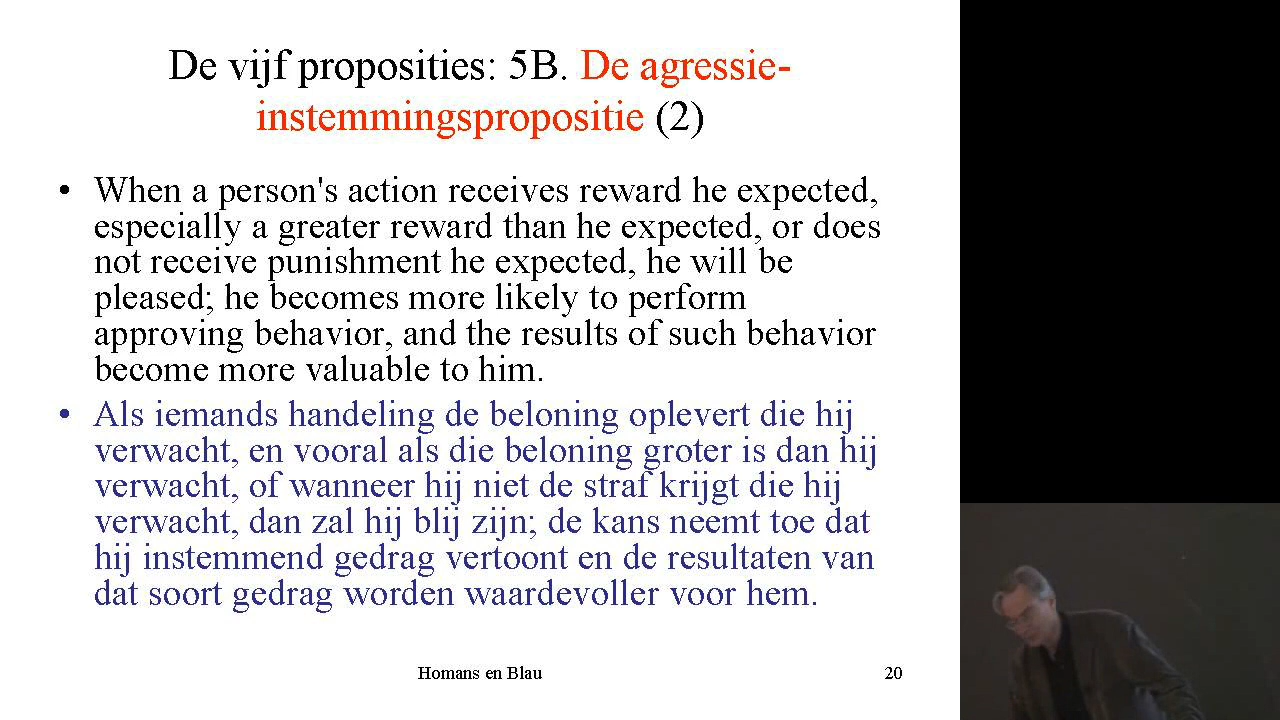 De vijf proposities: 5B. De agressie-
instemmingspropositie (2)
• When a person's action receives reward he expected,
especially a greater reward than he expected, or does
not receive punishment he expected, he will be
pleased; he becomes more likely to perform
approving behavior, and the results of such behavior
become more valuable to him.
• Als iemands handeling de beloning oplevert die hij
verwacht, en vooral als die beloning groter is dan hij
verwacht, of wanneer hij niet de straf krijgt die hij
verwacht, dan zal hij blij zijn; de kans neemt toe dat
hij instemmend gedrag vertoont en de resultaten van
dat soort gedrag worden waardevoller voor hem.
Homans en Blau
20